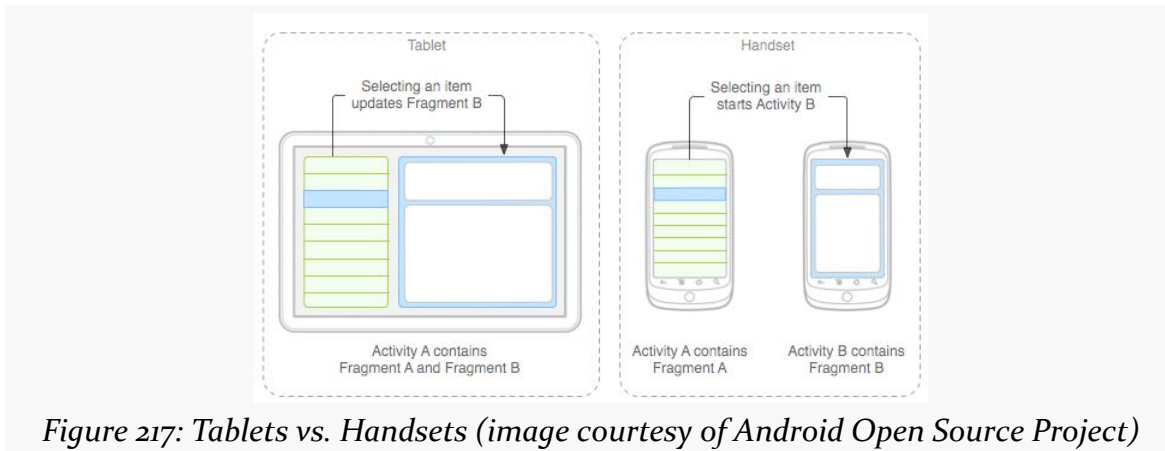 Tablet
Selecting an item
updates Fragment B
Activity A contains
Fragment A and Fragment B
Handset
Selecting an item
starts Activity B
Activity A contains
Fragment A
Activity B contains
Fragment B
Figure 217: Tablets vs. Handsets (image courtesy of Android Open Source Project)